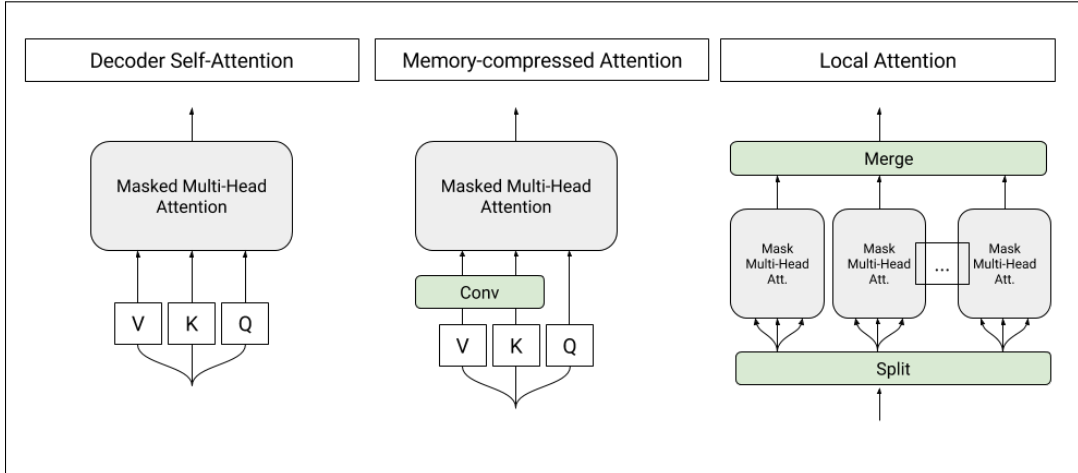 Decoder Self-Attention
Masked Multi-Head
Attention
V K Q
Memory-compressed Attention
Masked Multi-Head
Attention
Conv
V K Q
Local Attention
Merge
Mask
Multi-Head
Att.
Mask
Multi-Head
Att.
...
Mask
Multi-Head
Att.
Split